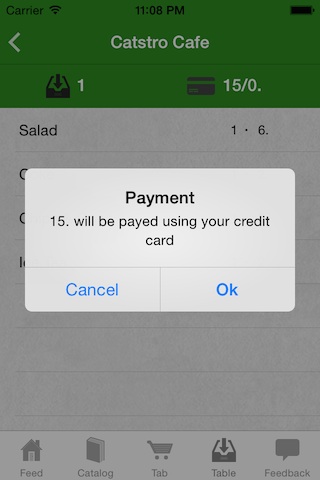 Carrier 11:08 PM
Catstro Cafe
1 15/0.
Salad 1 · 6.
Payment
15. will be payed using your credit
card
Cancel Ok
Feed Catalog Tab Table Feedback